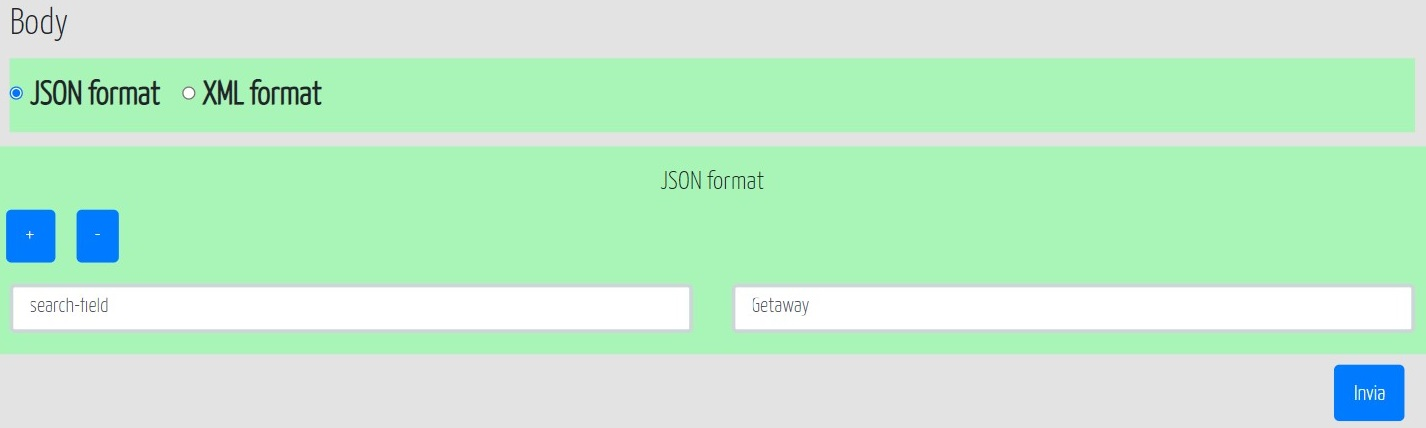 Body
JSON format XML format
JSON format
+ -
search-field Getaway
Invia